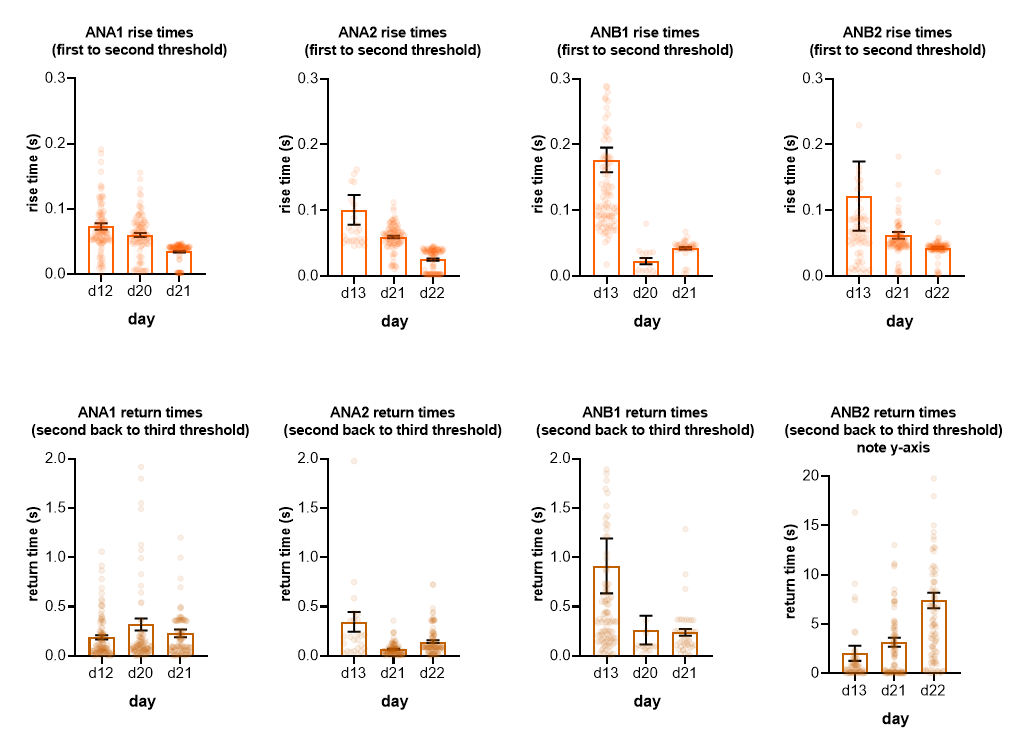 ANA1 rise times
(first to second threshold)
rise time (s)
0.3
0.2
0.1
0.0
d12 d20 d21
day
ANA2 rise times
(first to second threshold)
rise time (s)
0.3
0.2
0.1
0.0
d13 d21 d22
day
ANB1 rise times
(first to second threshold)
rise time (s)
0.3
0.2
0.1
0.0
d13 d20 d21
day
ANB2 rise times
(first to second threshold)
rise time (s)
0.3
0.2
0.1
0.0
d13 d21 d22
day
ANA1 return times
(second back to third threshold)
return time (s)
2.0
1.5
1.0
0.5
0.0
d12 d20 d21
day
ANA2 return times
(second back to third threshold)
return time (s)
2.0
1.5
1.0
0.5
0.0
d13 d21 d22
day
ANB1 return times
(second back to third threshold)
return time (s)
2.0
1.5
1.0
0.5
0.0
d13 d20 d21
day
ANB2 return times
(second back to third threshold)
note y-axis
return time (s)
20
15
10
5
0
d13 d21 d22
day